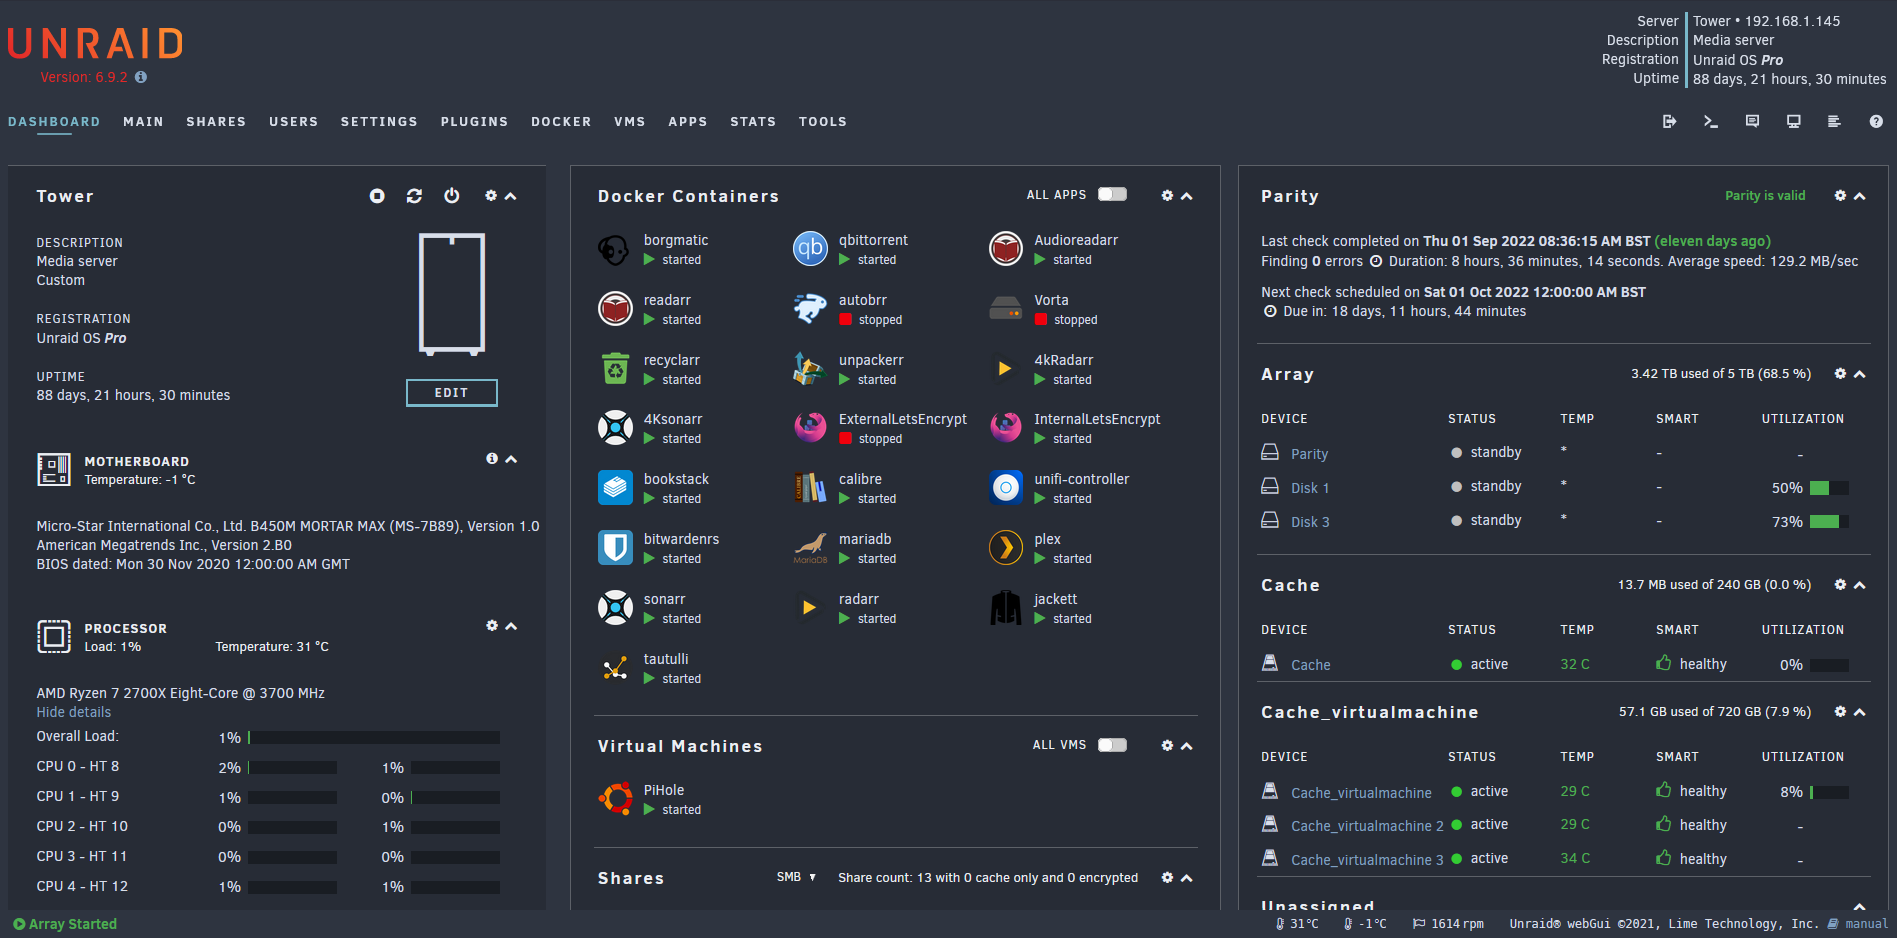 UNRAID
Version: 6.9.2
Server Tower • 192.168.1.145
Description Media server
Registration Unraid OS Pro
Uptime 88 days, 21 hours, 30 minutes
DASHBOARD MAIN SHARES USERS SETTINGS PLUGINS DOCKER VMS APPS STATS TOOLS
Tower
DESCRIPTION
Media server
Custom
REGISTRATION
Unraid OS Pro
UPTIME
88 days, 21 hours, 30 minutes
EDIT
MOTHERBOARD
Temperature: -1 °C
Micro-Star International Co., Ltd. B450M MORTAR MAX (MS-7B89), Version 1.0
American Megatrends Inc., Version 2.B0
BIOS dated: Mon 30 Nov 2020 12:00:00 AM GMT
PROCESSOR
Load: 1% Temperature: 31 °C
AMD Ryzen 7 2700X Eight-Core @ 3700 MHz
Hide details
Overall Load: 1%
CPU 0 - HT 8 2% 1%
CPU 1 - HT 9 1% 0%
CPU 2 - HT 10 0% 1%
CPU 3 - HT 11 0% 0%
CPU 4 - HT 12 1% 1%
Docker Containers ALL APPS
borgmatic qbittorrent Audioreadarr
started started started
readarr autobrr Vorta
started stopped stopped
recyclarr unpackerr 4kRadarr
started started started
4Ksonarr ExternalLetsEncrypt InternalLetsEncrypt
started stopped started
bookstack calibre unifi-controller
started started started
bitwardenrs mariadb plex
started started started
sonarr radarr jackett
started started started
tautulli
started
Virtual Machines ALL VMS
PiHole
started
Shares SMB Share count: 13 with 0 cache only and 0 encrypted
Parity Parity is valid
Last check completed on Thu 01 Sep 2022 08:36:15 AM BST (eleven days ago)
Finding 0 errors Duration: 8 hours, 36 minutes, 14 seconds. Average speed: 129.2 MB/sec
Next check scheduled on Sat 01 Oct 2022 12:00:00 AM BST
Due in: 18 days, 11 hours, 44 minutes
Array 3.42 TB used of 5 TB (68.5 %)
DEVICE STATUS TEMP SMART UTILIZATION
Parity standby * - -
Disk 1 standby * - 50%
Disk 3 standby * - 73%
Cache 13.7 MB used of 240 GB (0.0 %)
DEVICE STATUS TEMP SMART UTILIZATION
Cache active 32 C healthy 0%
Cache_virtualmachine 57.1 GB used of 720 GB (7.9 %)
DEVICE STATUS TEMP SMART UTILIZATION
Cache_virtualmachine active 29 C healthy 8%
Cache_virtualmachine 2 active 29 C healthy -
Cache_virtualmachine 3 active 34 C healthy -
Unassigned
Array Started 31°C -1°C 1614 rpm Unraid® webGui ©2021, Lime Technology, Inc. manual